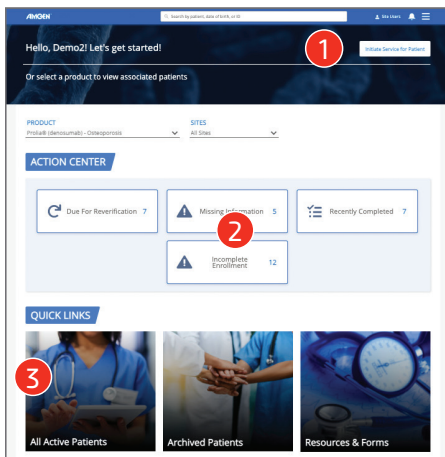 AMGEN
Search by patient, date of birth, or ID
Site Users
Hello, Demo2! Let's get started!
1
Initiate Service for Patient
Or select a product to view associated patients
PRODUCT
SITES
Prolia® (denosumab) - Osteoporosis
All Sites
ACTION CENTER
Due For Reverification 7
Missing Information 5
Recently Completed 7
2
Incomplete
Enrollment
12
QUICK LINKS
3
All Active Patients
Archived Patients
Resources & Forms